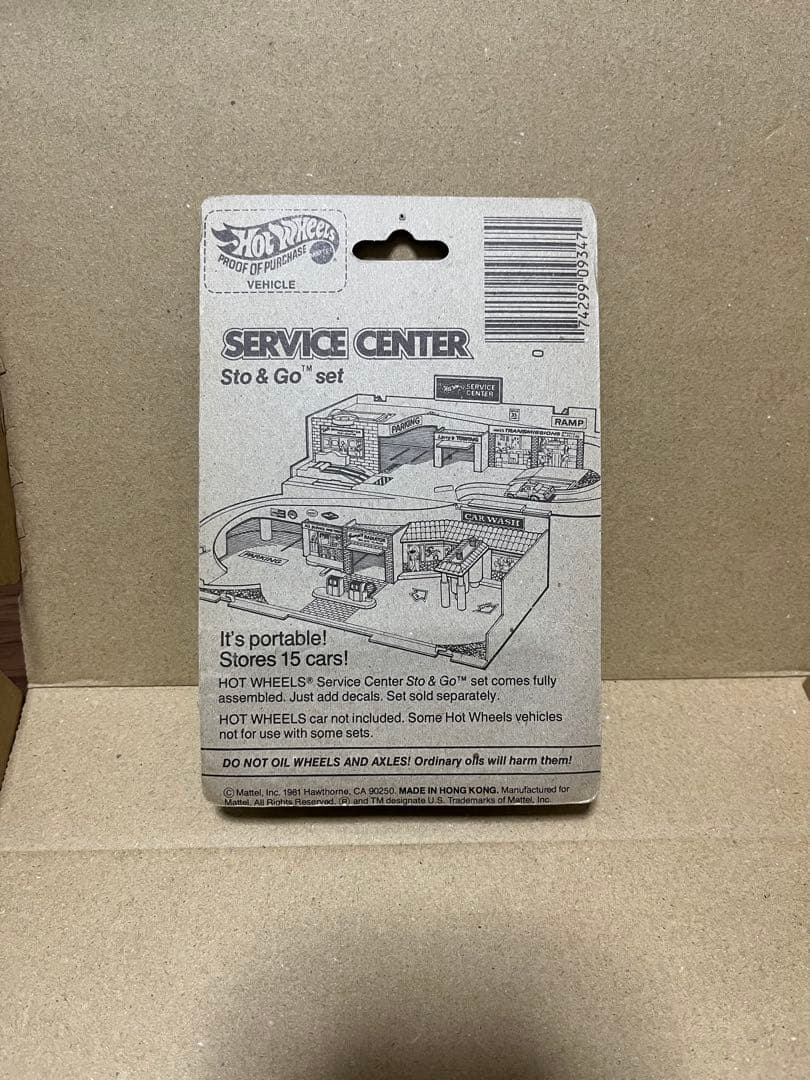 HOT WHEELS
PROOF OF PURCHASE
VEHICLE
74299 09347
SERVICE CENTER
Sto & Go™ set
SERVICE
CENTER
PARKING
Larry's TOWING
TRANSMISSIONS
RAMP
CAR WASH
PARKING
It's portable!
Stores 15 cars!
HOT WHEELS® Service Center Sto & Go™ set comes fully
assembled. Just add decals. Set sold separately.
HOT WHEELS car not included. Some Hot Wheels vehicles
not for use with some sets.
DO NOT OIL WHEELS AND AXLES! Ordinary oils will harm them!
© Mattel, Inc. 1981 Hawthorne, CA 90250. MADE IN HONG KONG. Manufactured for
Mattel. All Rights Reserved. ® and TM designate U.S. Trademarks of Mattel, Inc.